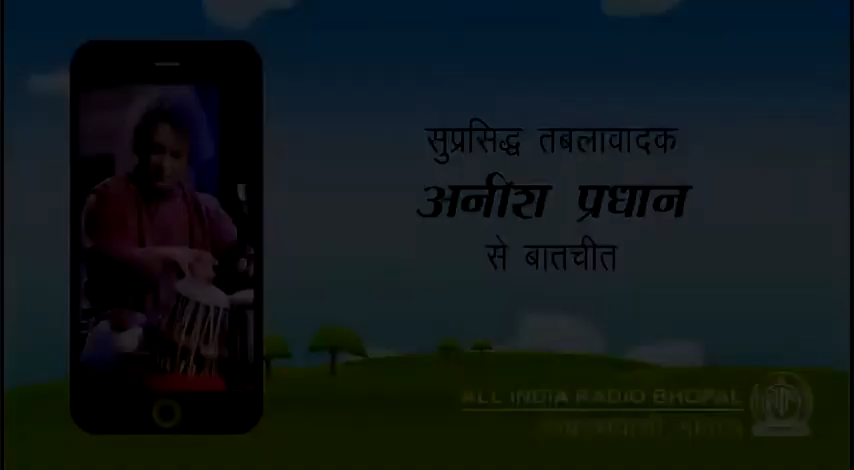 सुप्रसिद्ध तबलावादक
अनीश प्रधान
से बातचीत
ALL INDIA RADIO BHOPAL